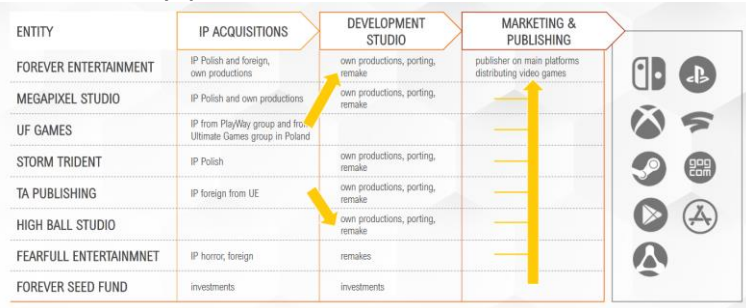 ENTITY
IP ACQUISITIONS
DEVELOPMENT
STUDIO
MARKETING &
PUBLISHING
FOREVER ENTERTAINMENT
IP Polish and foreign,
own productions
own productions, porting,
remake
publisher on main platforms
distributing video games
MEGAPIXEL STUDIO
IP Polish and own productions
own productions, porting,
remake
UF GAMES
IP from PlayWay group and from
Ultimate Games group in Poland
STORM TRIDENT
IP Polish
own productions, porting,
remake
TA PUBLISHING
IP foreign from UE
own productions, porting,
remake
HIGH BALL STUDIO
own productions, porting,
remake
FEARFULL ENTERTAINMNET
IP horror, foreign
remakes
FOREVER SEED FUND
investments
investments
gog
com